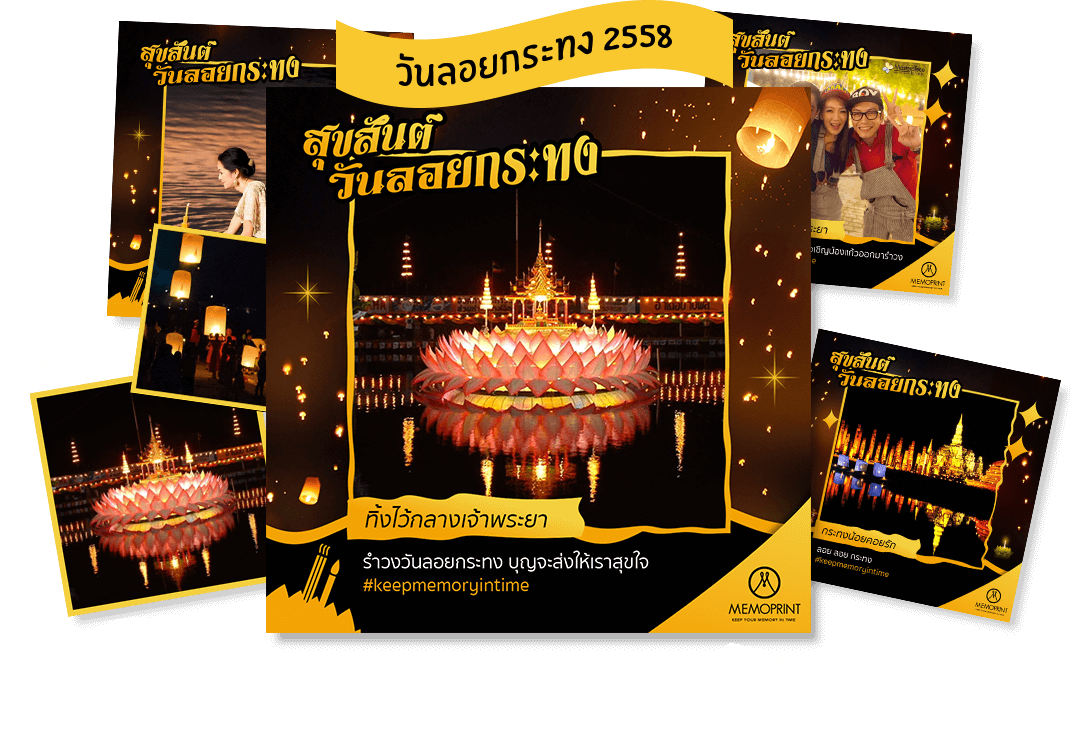 วันลอยกระทง 2558
สุขสันต์
วันลอยกระทง
สุขสันต์
วันลอยกระทง
ทิ้งไว้กลางเจ้าพระยา
รำวงวันลอยกระทง บุญจะส่งให้เราสุขใจ
#keepmemoryintime
MEMOPRINT
KEEP YOUR MEMORY IN TIME
สุขสันต์
วันลอยกระทง
MEMOPRINT
สุขสันต์
วันลอยกระทง
กระทงน้อยคอยรัก
ลอย ลอย กระทง
#keepmemoryintime
MEMOPRINT